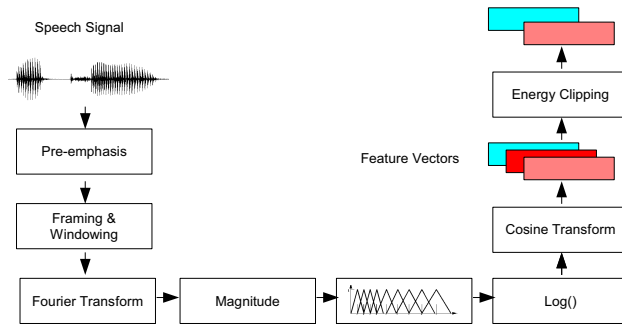 Speech Signal
Pre-emphasis
Framing &
Windowing
Fourier Transform
Magnitude
Log()
Cosine Transform
Feature Vectors
Energy Clipping